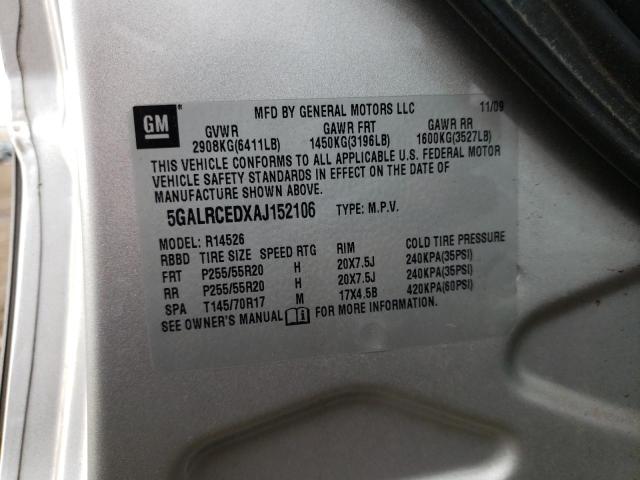 GM
MFD BY GENERAL MOTORS LLC 11/09
GVWR GAWR FRT GAWR RR
2908KG(6411LB) 1450KG(3196LB) 1600KG(3527LB)
THIS VEHICLE CONFORMS TO ALL APPLICABLE U.S. FEDERAL MOTOR
VEHICLE SAFETY STANDARDS IN EFFECT ON THE DATE OF
MANUFACTURE SHOWN ABOVE.
5GALRCEDXAJ152106 TYPE: M.P.V.
MODEL: R14526
RBBD TIRE SIZE SPEED RTG RIM COLD TIRE PRESSURE
FRT P255/55R20 H 20X7.5J 240KPA(35PSI)
RR P255/55R20 H 20X7.5J 240KPA(35PSI)
SPA T145/70R17 M 17X4.5B 420KPA(60PSI)
SEE OWNER'S MANUAL FOR MORE INFORMATION.